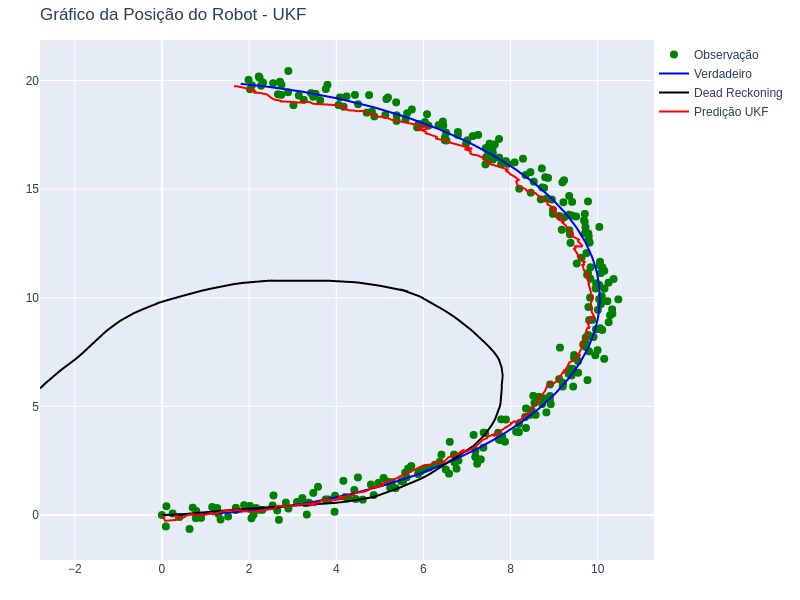 Gráfico da Posição do Robot - UKF
Observação
Verdadeiro
Dead Reckoning
Predição UKF
20
15
10
5
0
−2
0
2
4
6
8
10